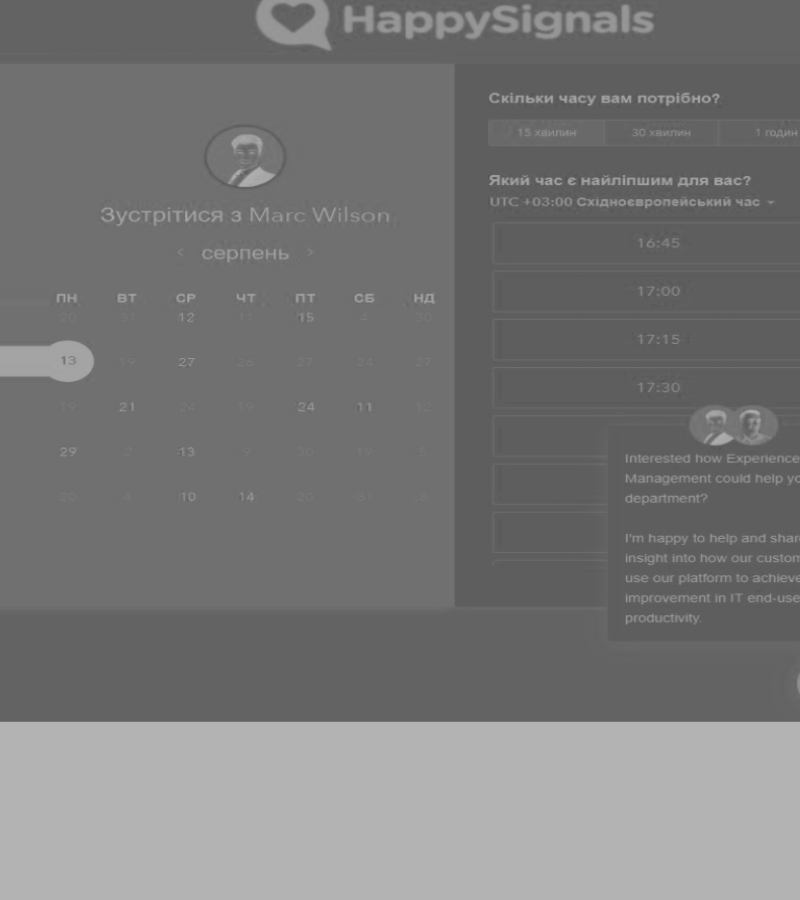 HappySignals
Зустрітися з Marc Wilson
‹ серпень ›
ПН ВТ СР ЧТ ПТ СБ НД
20 31 12 11 15 4 30
13 19 27 26 27 24 27
19 21 24 19 24 11 12
29 3 13 9 30 19 5
20 4 10 14 20 31
Скільки часу вам потрібно?
15 хвилин 30 хвилин 1 годин
Який час є найліпшим для вас?
UTC +03:00 Східноєвропейський час
16:45
17:00
17:15
17:30
Interested how Experience
Management could help yo
department?
I'm happy to help and shar
insight into how our custom
use our platform to achieve
improvement in IT end-use
productivity.